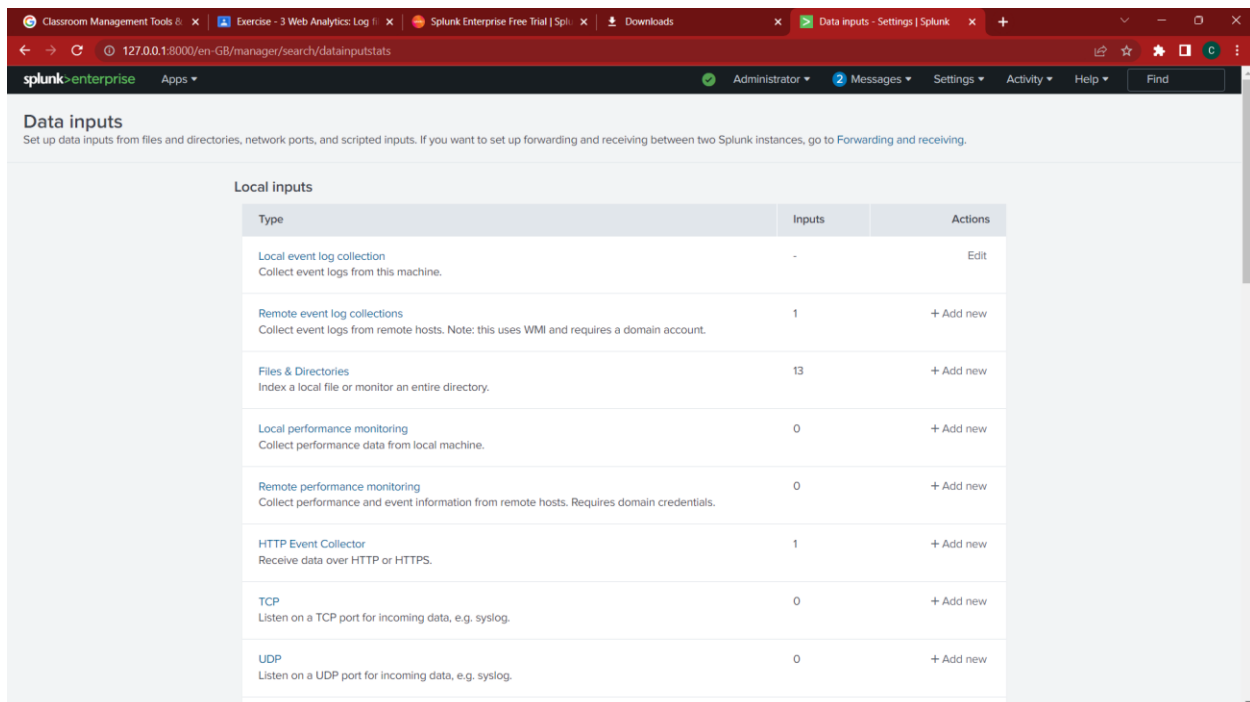 Classroom Management Tools &
Exercise - 3 Web Analytics: Log fi
Splunk Enterprise Free Trial | Splu
Downloads
Data inputs - Settings | Splunk
127.0.0.1:8000/en-GB/manager/search/datainputstats
C
splunk>enterprise Apps
Administrator 2 Messages Settings Activity Help Find
Data inputs
Set up data inputs from files and directories, network ports, and scripted inputs. If you want to set up forwarding and receiving between two Splunk instances, go to Forwarding and receiving.
Local inputs
Type Inputs Actions
Local event log collection - Edit
Collect event logs from this machine.
Remote event log collections 1 + Add new
Collect event logs from remote hosts. Note: this uses WMI and requires a domain account.
Files & Directories 13 + Add new
Index a local file or monitor an entire directory.
Local performance monitoring 0 + Add new
Collect performance data from local machine.
Remote performance monitoring 0 + Add new
Collect performance and event information from remote hosts. Requires domain credentials.
HTTP Event Collector 1 + Add new
Receive data over HTTP or HTTPS.
TCP 0 + Add new
Listen on a TCP port for incoming data, e.g. syslog.
UDP 0 + Add new
Listen on a UDP port for incoming data, e.g. syslog.